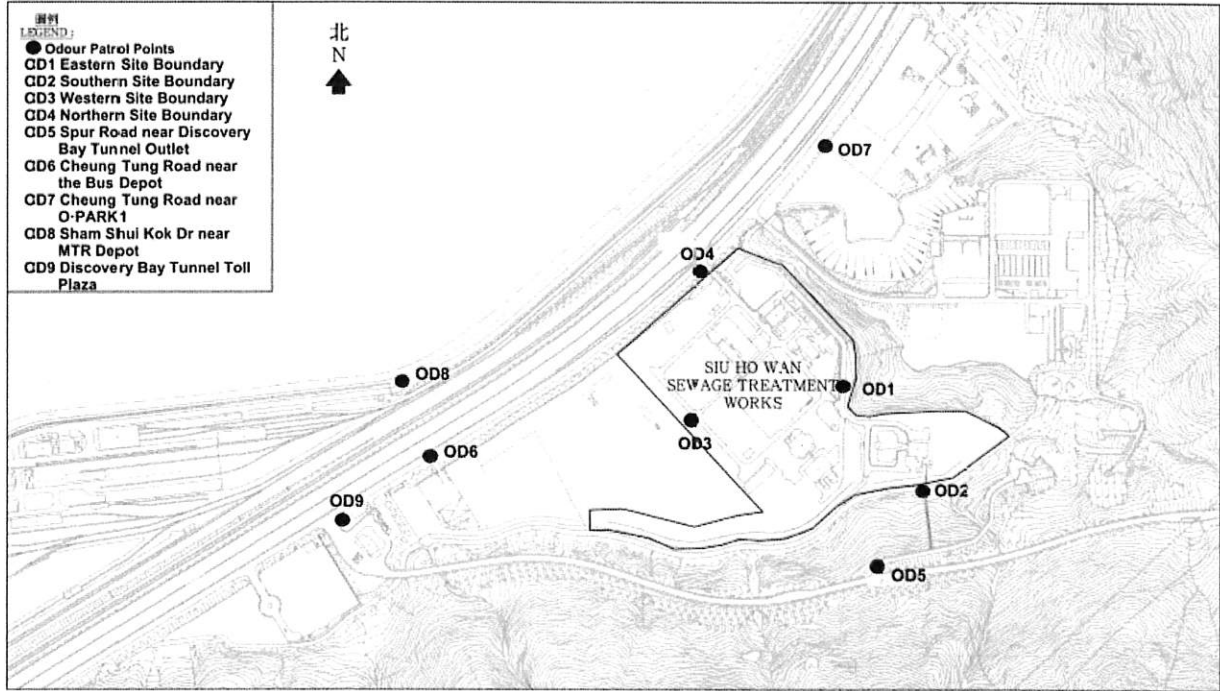 圖例
LEGEND :
Odour Patrol Points
OD1 Eastern Site Boundary
OD2 Southern Site Boundary
OD3 Western Site Boundary
OD4 Northern Site Boundary
OD5 Spur Road near Discovery
Bay Tunnel Outlet
OD6 Cheung Tung Road near
the Bus Depot
OD7 Cheung Tung Road near
O·PARK1
OD8 Sham Shui Kok Dr near
MTR Depot
OD9 Discovery Bay Tunnel Toll
Plaza
北
N
OD7
OD4
OD8
SIU HO WAN
SEWAGE TREATMENT
WORKS
OD1
OD3
OD6
OD2
OD9
OD5